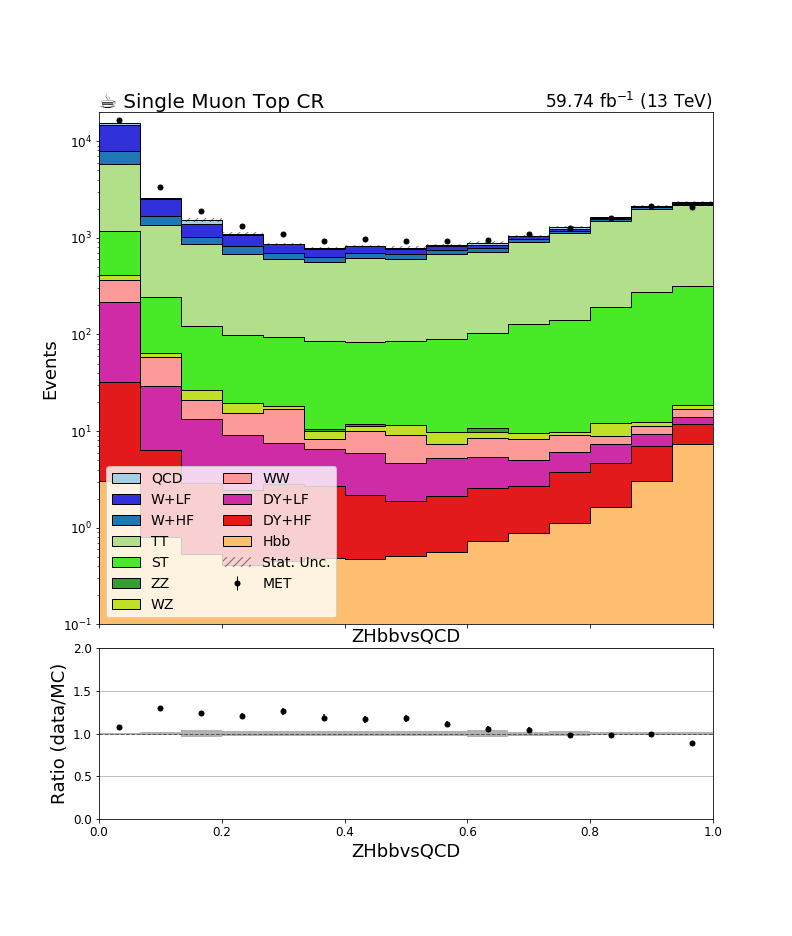 ☕ Single Muon Top CR
59.74 fb⁻¹ (13 TeV)
Events
10⁴
10³
10²
10¹
10⁰
10⁻¹
QCD
W+LF
W+HF
TT
ST
ZZ
WZ
WW
DY+LF
DY+HF
Hbb
Stat. Unc.
MET
ZHbbvsQCD
Ratio (data/MC)
2.0
1.5
1.0
0.5
0.0
0.0 0.2 0.4 0.6 0.8 1.0
ZHbbvsQCD